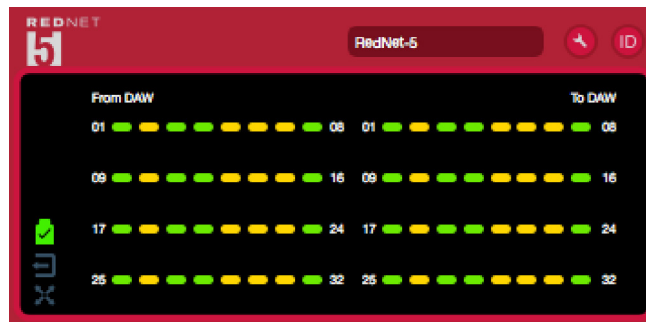 REDNET
5
RedNet-5
ID
From DAW
To DAW
01 08 01 08
09 16 09 16
17 24 17 24
25 32 25 32